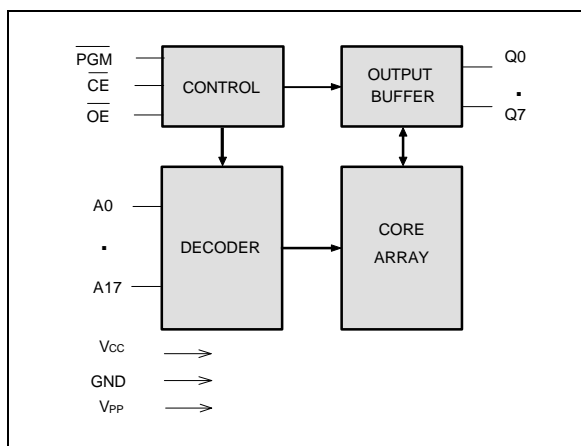 PGM
CE
OE
CONTROL
OUTPUT
BUFFER
Q0
.
Q7
A0
.
A17
DECODER
CORE
ARRAY
VCC
GND
VPP